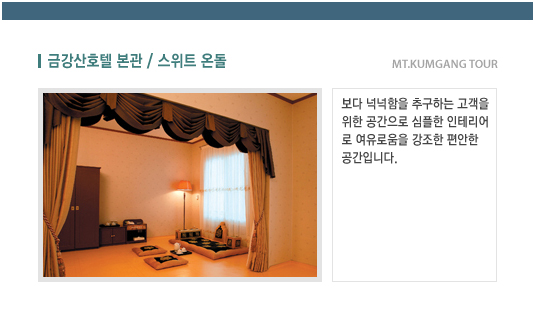 금강산호텔 본관 / 스위트 온돌
MT.KUMGANG TOUR
보다 넉넉함을 추구하는 고객을
위한 공간으로 심플한 인테리어
로 여유로움을 강조한 편안한
공간입니다.